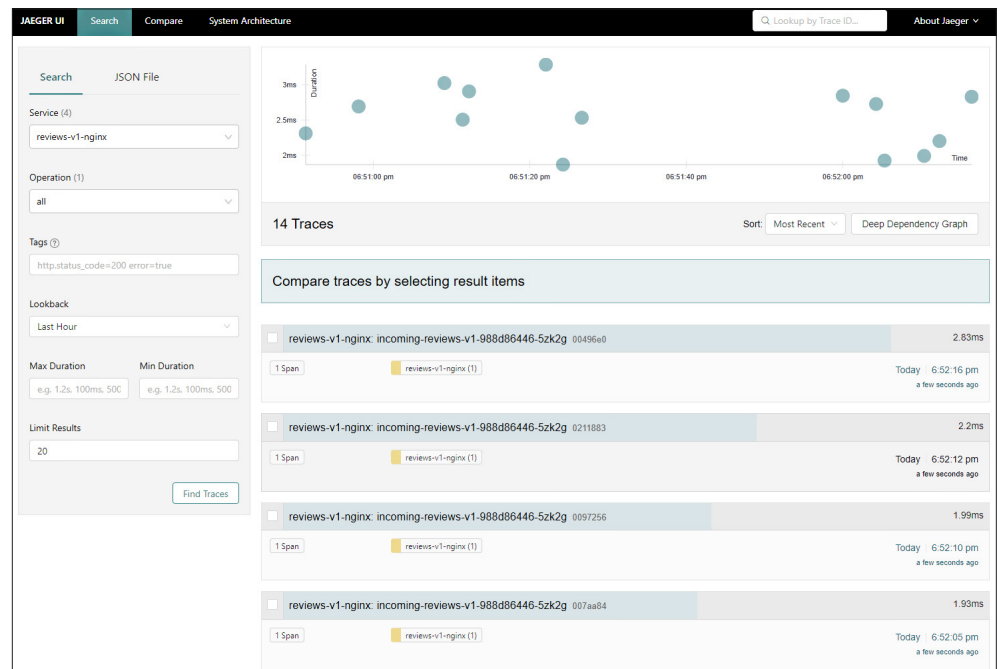 JAEGER UI Search Compare System Architecture Lookup by Trace ID... About Jaeger
Search JSON File
Service (4)
reviews-v1-nginx
Operation (1)
all
Tags
http.status_code=200 error=true
Lookback
Last Hour
Max Duration Min Duration
e.g. 1.2s, 100ms, 500 e.g. 1.2s, 100ms, 500
Limit Results
20
Find Traces
Duration
3ms
2.5ms
2ms
Time
06:51:00 pm 06:51:20 pm 06:51:40 pm 06:52:00 pm
14 Traces Sort: Most Recent Deep Dependency Graph
Compare traces by selecting result items
reviews-v1-nginx: incoming-reviews-v1-988d86446-5zk2g 00496e0 2.83ms
1 Span reviews-v1-nginx (1) Today 6:52:16 pm
a few seconds ago
reviews-v1-nginx: incoming-reviews-v1-988d86446-5zk2g 0211883 2.2ms
1 Span reviews-v1-nginx (1) Today 6:52:12 pm
a few seconds ago
reviews-v1-nginx: incoming-reviews-v1-988d86446-5zk2g 0097256 1.99ms
1 Span reviews-v1-nginx (1) Today 6:52:10 pm
a few seconds ago
reviews-v1-nginx: incoming-reviews-v1-988d86446-5zk2g 007aa84 1.93ms
1 Span reviews-v1-nginx (1) Today 6:52:05 pm
a few seconds ago